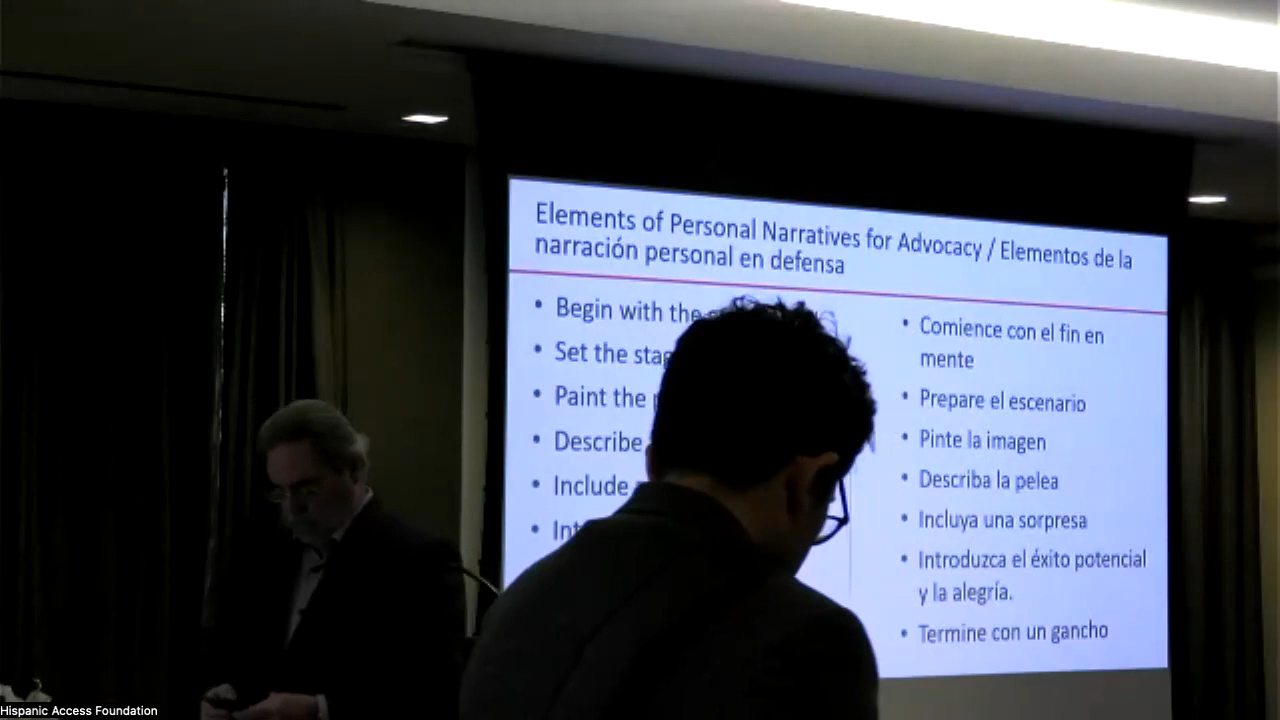 Elements of Personal Narratives for Advocacy / Elementos de la
narración personal en defensa
• Begin with the
• Set the
• Paint the
• Describe
• Include
• Comience con el fin en
mente
• Prepare el escenario
• Pinte la imagen
• Describa la pelea
• Incluya una sorpresa
• Introduzca el éxito potencial
y la alegría.
• Termine con un gancho
Hispanic Access Foundation